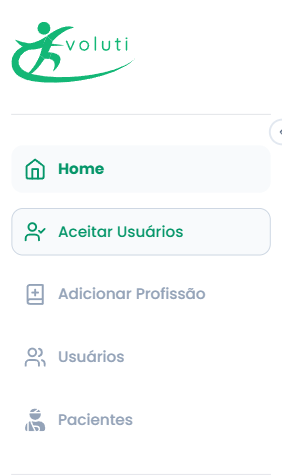 voluti
Home
Aceitar Usuários
Adicionar Profissão
Usuários
Pacientes